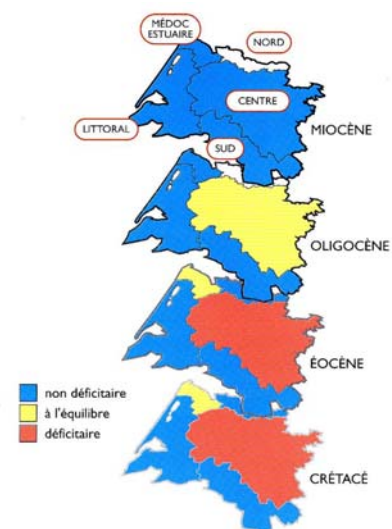 MÉDOC
ESTUAIRE
NORD
CENTRE
LITTORAL
MIOCÈNE
SUD
OLIGOCÈNE
ÉOCÈNE
non déficitaire
à l'équilibre
déficitaire
CRÉTACÉ